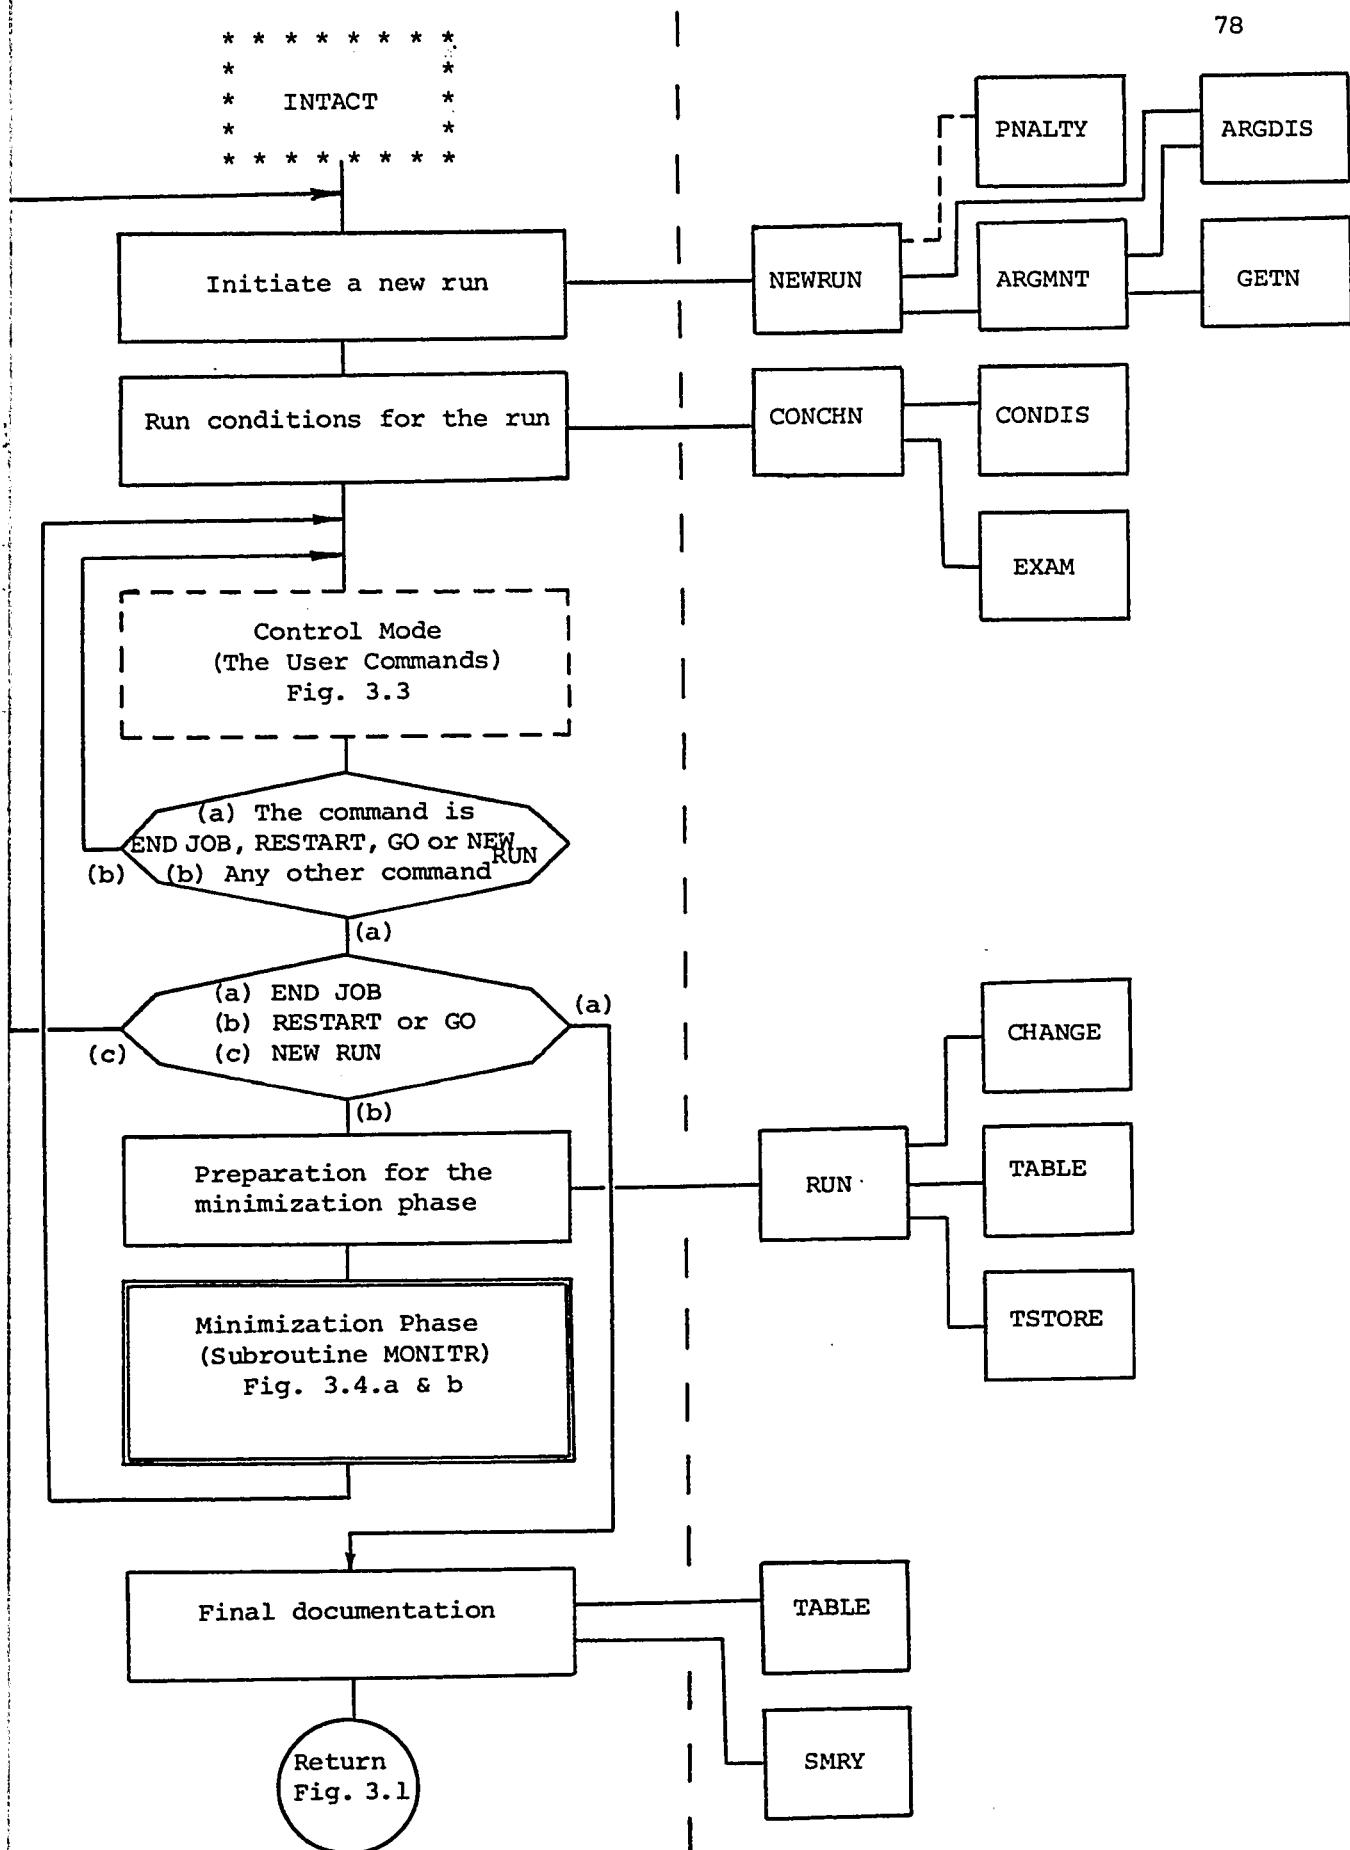 78
* * * * * * * *
* *
* INTACT *
* *
* * * * * * * *
PNALTY
ARGDIS
Initiate a new run
NEWRUN
ARGMNT
GETN
Run conditions for the run
CONCHN
CONDIS
EXAM
Control Mode
(The User Commands)
Fig. 3.3
(a) The command is
END JOB, RESTART, GO or NEW
RUN
(b) Any other command
(b)
(a)
(a) END JOB
(b) RESTART or GO
(c) NEW RUN
(a)
(c)
(b)
CHANGE
Preparation for the
minimization phase
RUN
TABLE
TSTORE
Minimization Phase
(Subroutine MONITR)
Fig. 3.4.a & b
Final documentation
TABLE
SMRY
Return
Fig. 3.1